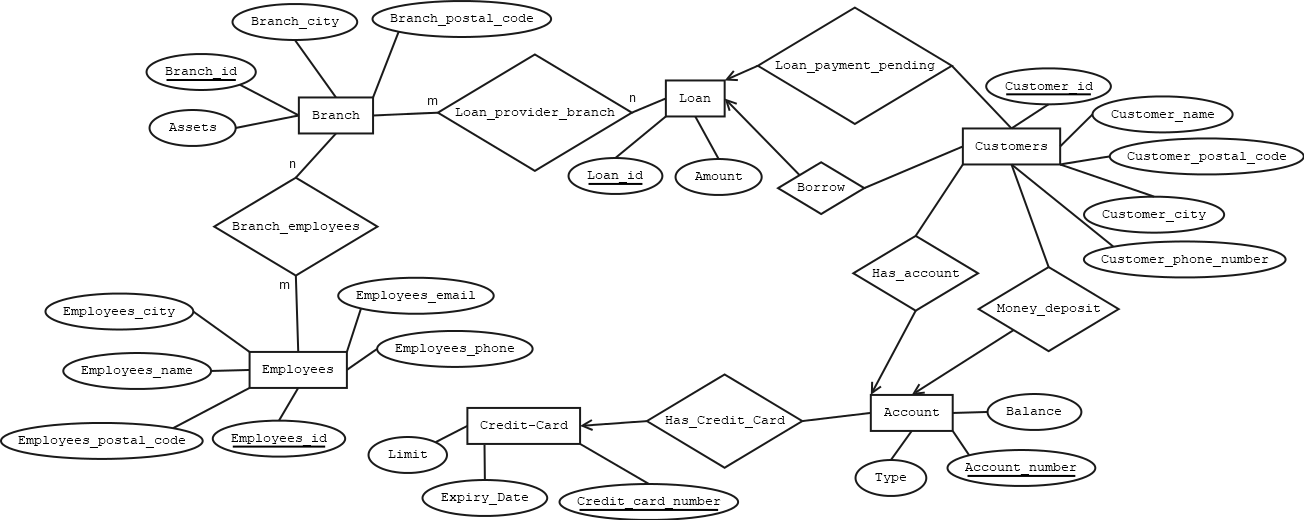 Branch_city
Branch_postal_code
Branch_id
Assets
Branch
m
Loan_provider_branch
n
Loan
Loan_id
Amount
Loan_payment_pending
Borrow
Customers
Customer_id
Customer_name
Customer_postal_code
Customer_city
Customer_phone_number
n
Branch_employees
m
Has_account
Money_deposit
Employees_city
Employees_email
Employees_name
Employees_phone
Employees
Employees_postal_code
Employees_id
Credit-Card
Has_Credit_Card
Account
Balance
Limit
Expiry_Date
Credit_card_number
Type
Account_number